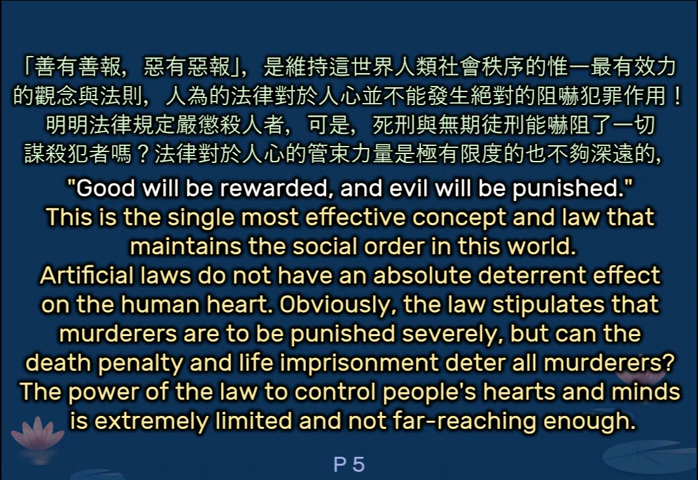 「善有善報，惡有惡報」，是維持這世界人類社會秩序的惟一最有效力
的觀念與法則，人為的法律對於人心並不能發生絕對的阻嚇犯罪作用！
明明法律規定嚴懲殺人者，可是，死刑與無期徒刑能嚇阻了一切
謀殺犯者嗎？法律對於人心的管束力量是極有限度的也不夠深遠的，
"Good will be rewarded, and evil will be punished."
This is the single most effective concept and law that
maintains the social order in this world.
Artificial laws do not have an absolute deterrent effect
on the human heart. Obviously, the law stipulates that
murderers are to be punished severely, but can the
death penalty and life imprisonment deter all murderers?
The power of the law to control people's hearts and minds
is extremely limited and not far-reaching enough.
P 5